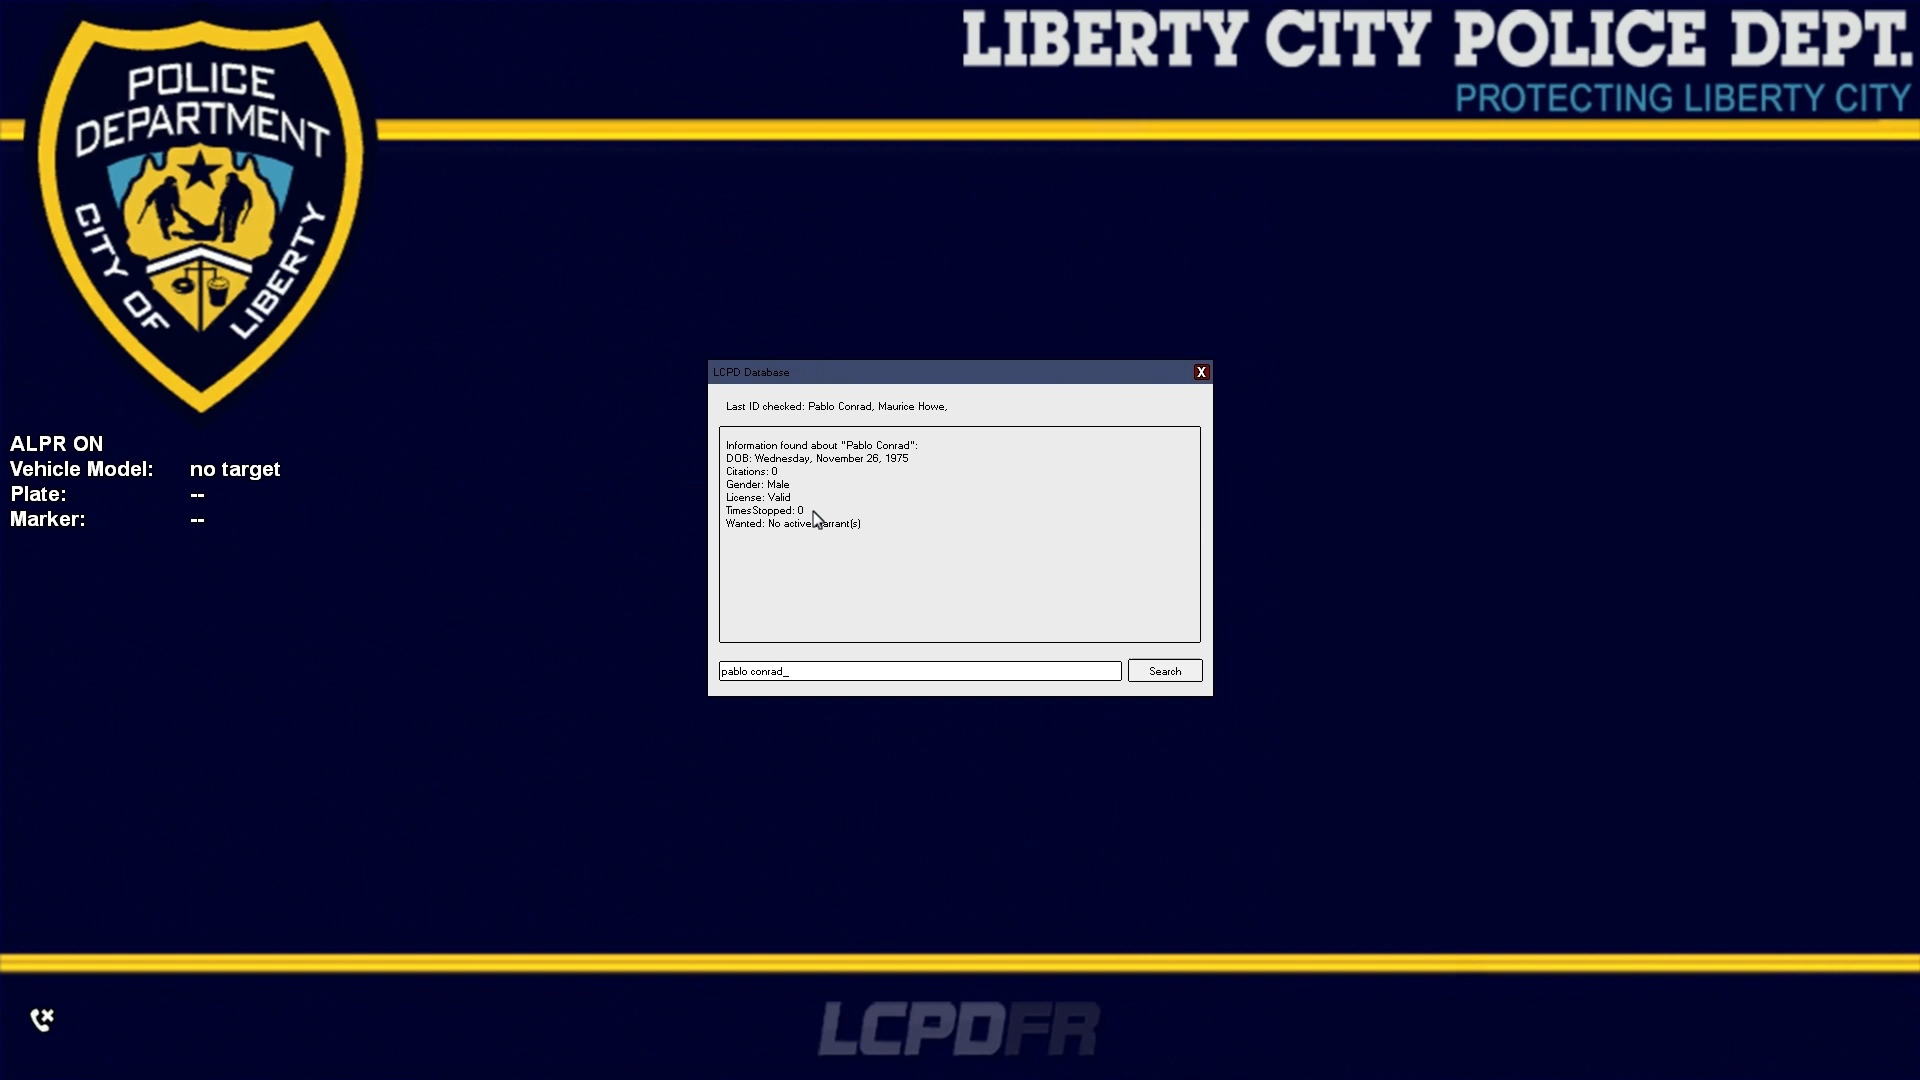 LIBERTY CITY POLICE DEPT.
PROTECTING LIBERTY CITY
POLICE
DEPARTMENT
CITY OF LIBERTY
ALPR ON
Vehicle Model: no target
Plate: --
Marker: --
LCPD Database
X
Last ID checked: Pablo Conrad, Maurice Howe,
Information found about "Pablo Conrad":
DOB: Wednesday, November 26, 1975
Citations: 0
Gender: Male
License: Valid
TimesStopped: 0
Wanted: No active arrant(s)
pablo conrad_
Search
LCPDFR